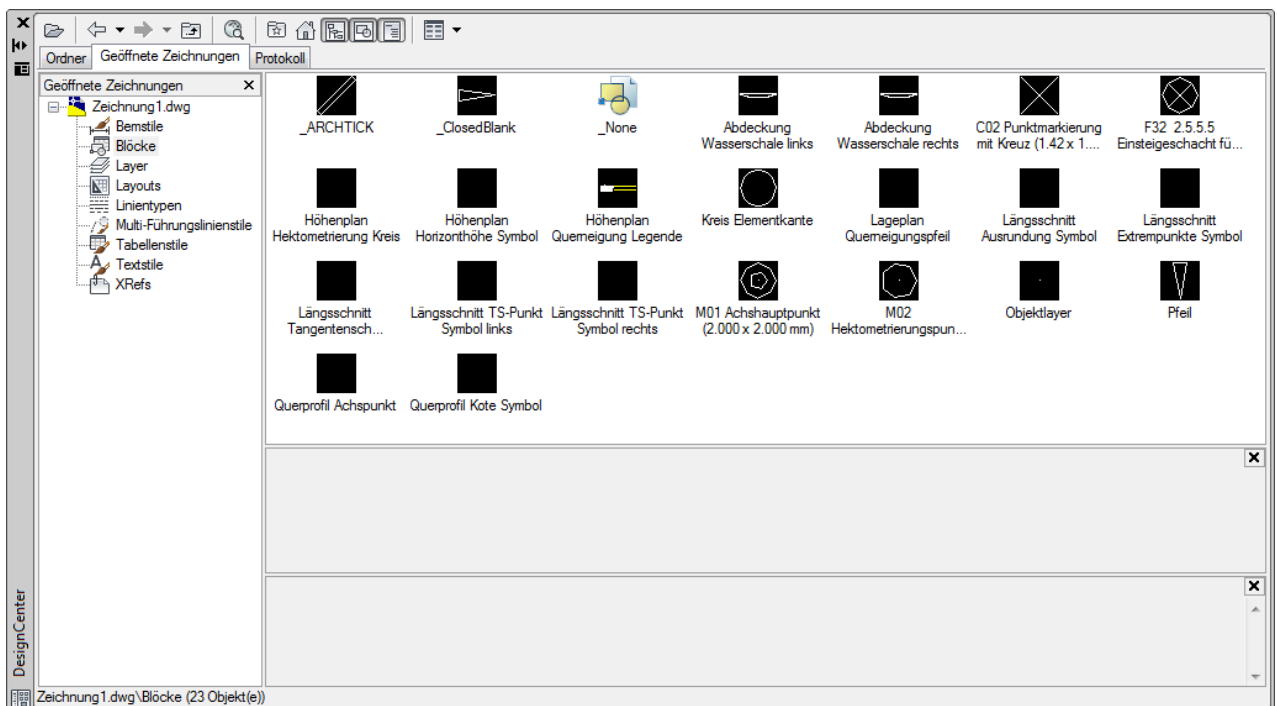 Ordner Geöffnete Zeichnungen Protokoll
Geöffnete Zeichnungen
Zeichnung1.dwg
Bemstile
Blöcke
Layer
Layouts
Linientypen
Multi-Führungslinienstile
Tabellenstile
Textstile
XRefs
_ARCHTICK
_ClosedBlank
_None
Abdeckung
Wasserschale links
Abdeckung
Wasserschale rechts
C02 Punktmarkierung
mit Kreuz (1.42 x 1....
F32 2.5.5.5
Einsteigeschacht fü...
Höhenplan
Hektometrierung Kreis
Höhenplan
Horizonthöhe Symbol
Höhenplan
Querneigung Legende
Kreis Elementkante
Lageplan
Querneigungspfeil
Längsschnitt
Ausrundung Symbol
Längsschnitt
Extrempunkte Symbol
Längsschnitt
Tangentensch...
Längsschnitt TS-Punkt
Symbol links
Längsschnitt TS-Punkt
Symbol rechts
M01 Achshauptpunkt
(2.000 x 2.000 mm)
M02
Hektometrierungspun...
Objektlayer
Pfeil
Querprofil Achspunkt
Querprofil Kote Symbol
DesignCenter
Zeichnung1.dwg\Blöcke (23 Objekt(e))